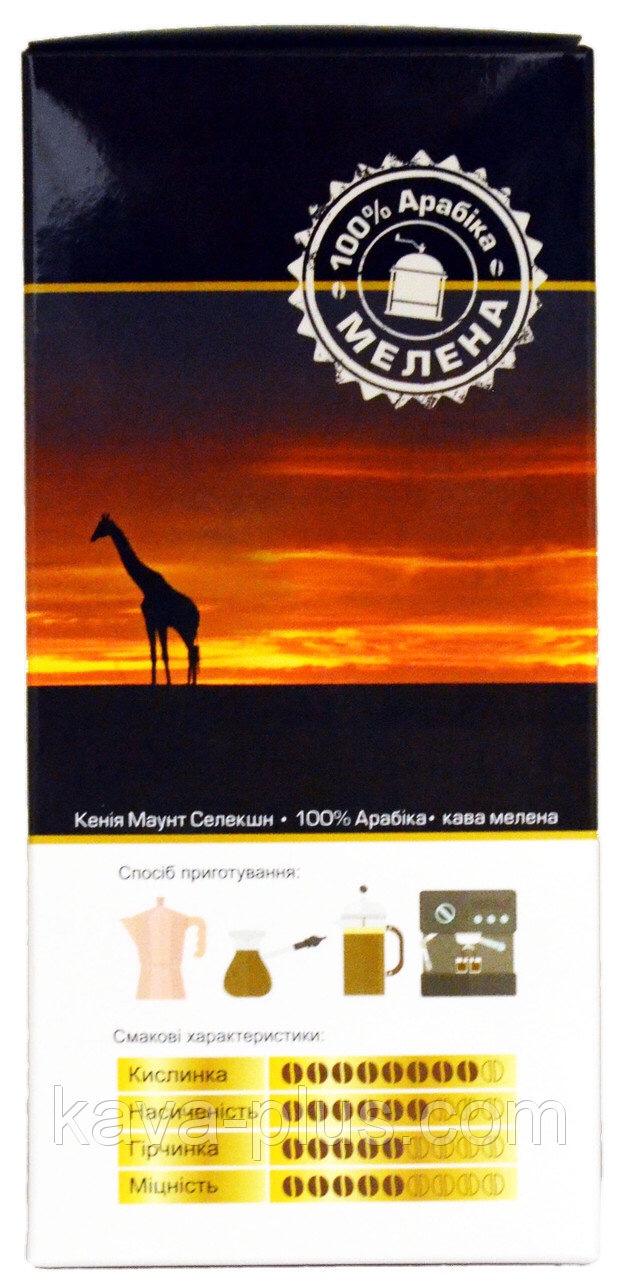 100% Арабіка
МЕЛЕНА
Кенія Маунт Селекшн • 100% Арабіка• кава мелена
Спосіб приготування:
Смакові характеристики:
Кислинка
Насиченість
Гірчинка
Міцність
kava-plus.com